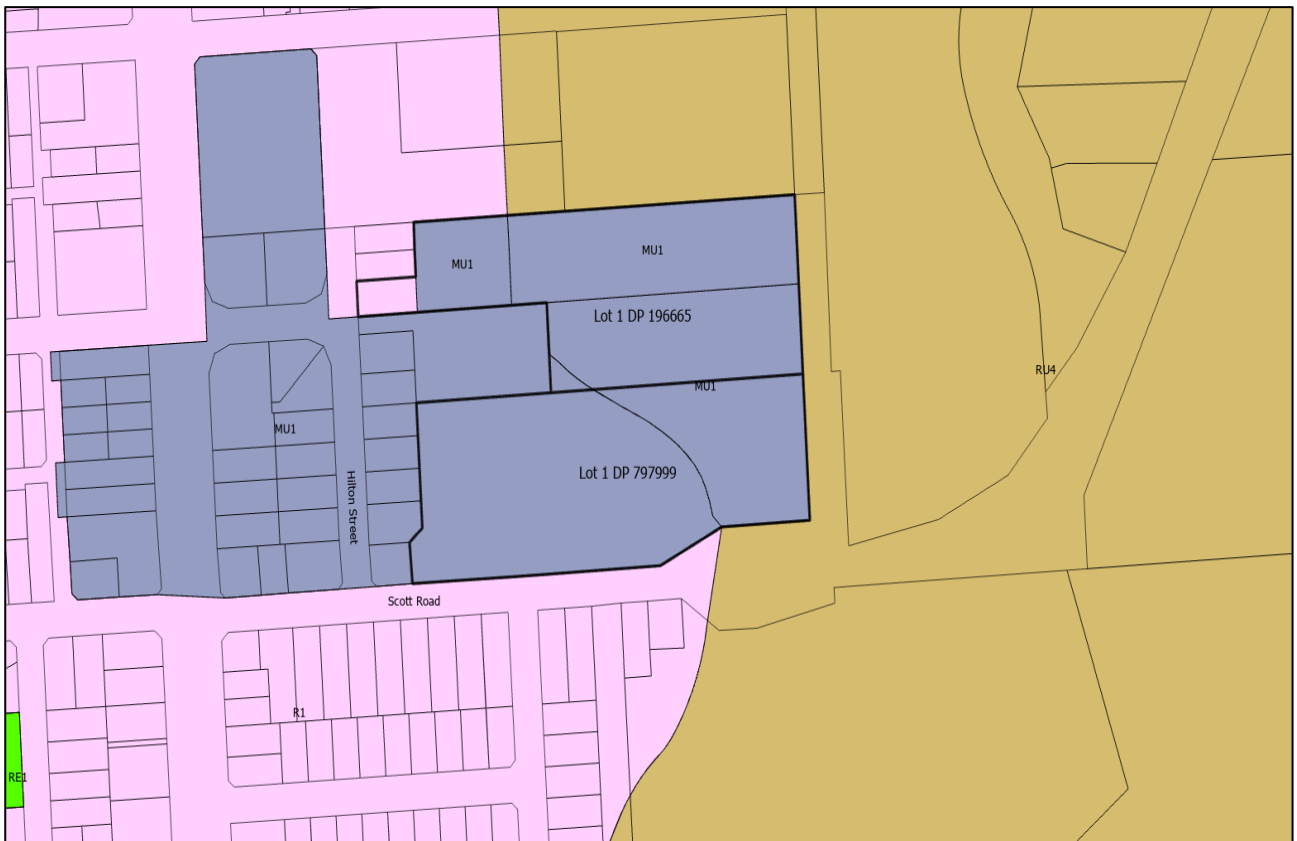 MU1
MU1
Lot 1 DP 196665
RU4
MU1
MU1
Lot 1 DP 797999
Hilton Street
Scott Road
R1
RE1